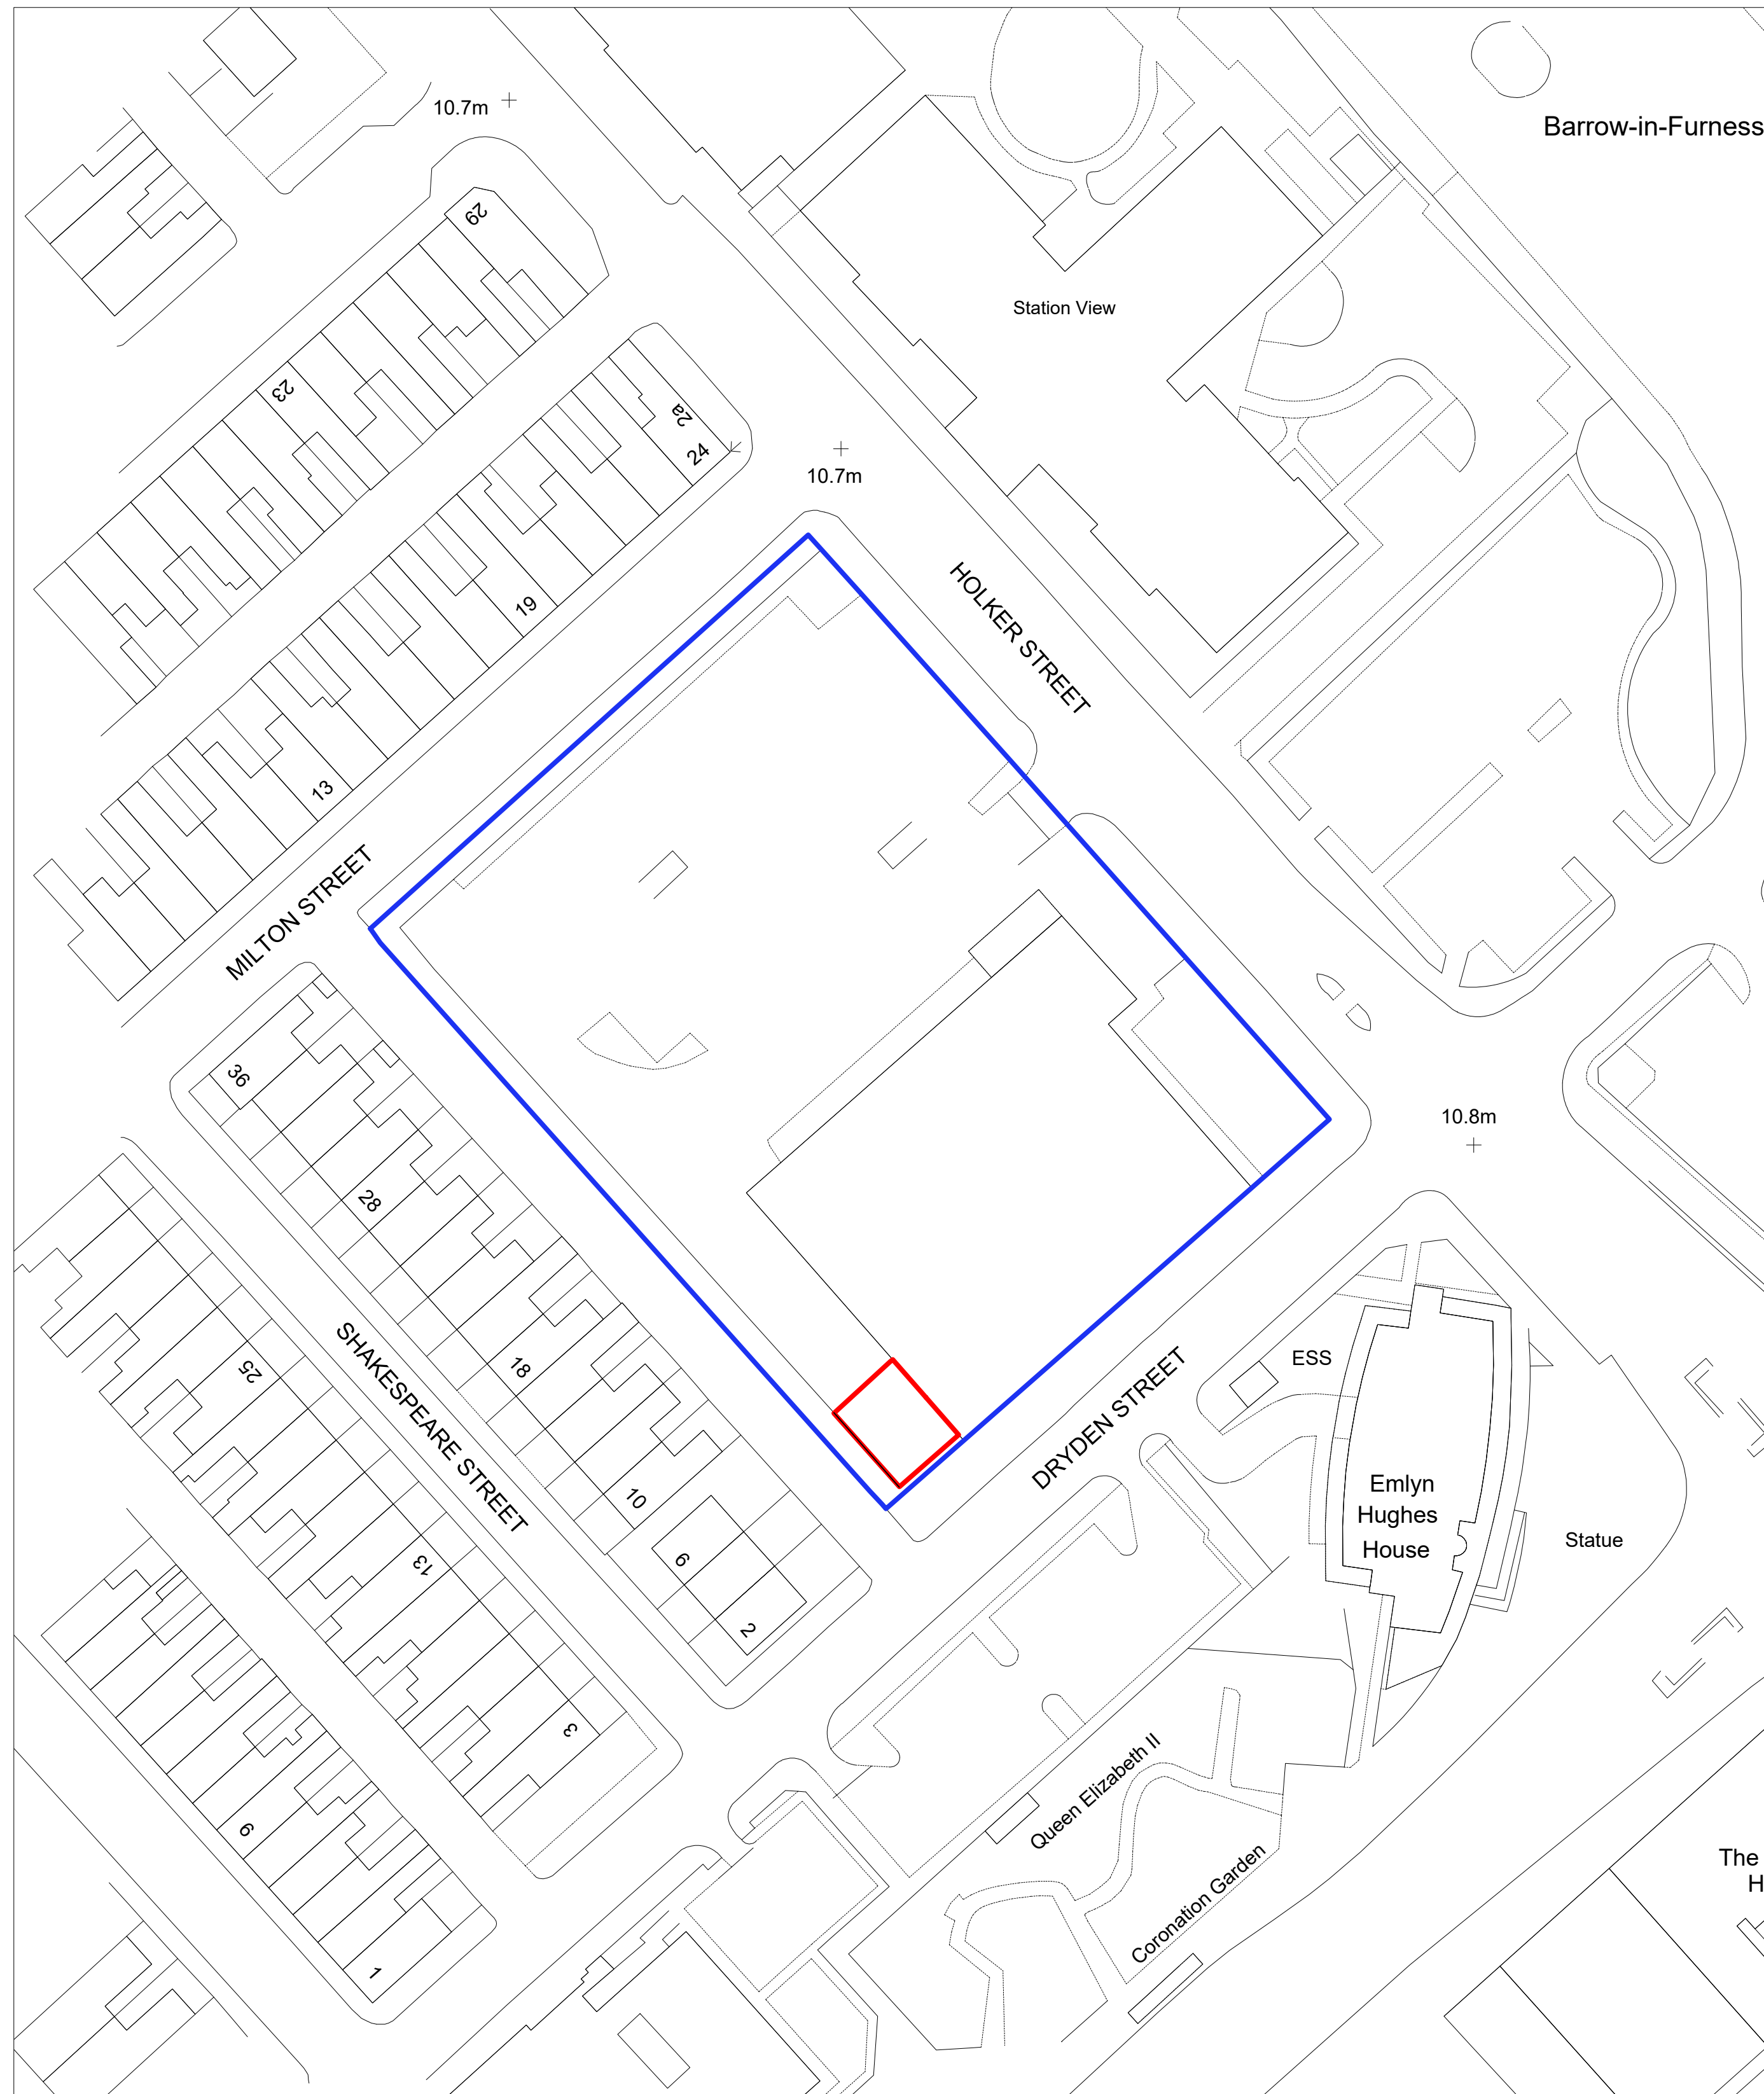 10.7m
Barrow-in-Furness
29
Station View
23
2a
24
10.7m
19
HOLKER STREET
13
MILTON STREET
36
10.8m
28
ESS
SHAKESPEARE STREET
18
25
DRYDEN STREET
Emlyn
Hughes
House
10
Statue
6
13
2
3
Queen Elizabeth II
Coronation Garden
9
The
H
1